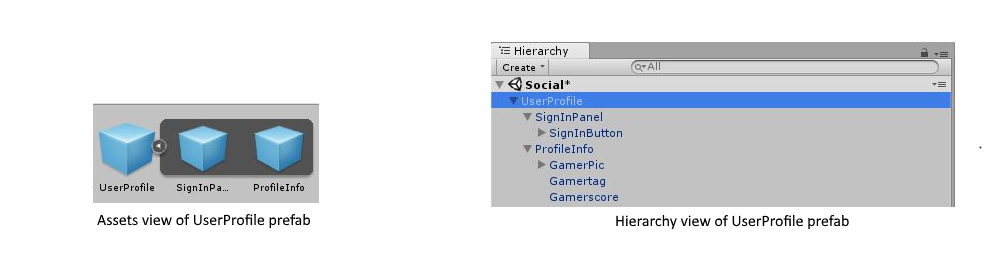 UserProfile
SignInPa...
ProfileInfo
Assets view of UserProfile prefab
Hierarchy
Create
All
Social*
UserProfile
SignInPanel
SignInButton
ProfileInfo
GamerPic
Gamertag
Gamerscore
Hierarchy view of UserProfile prefab
.